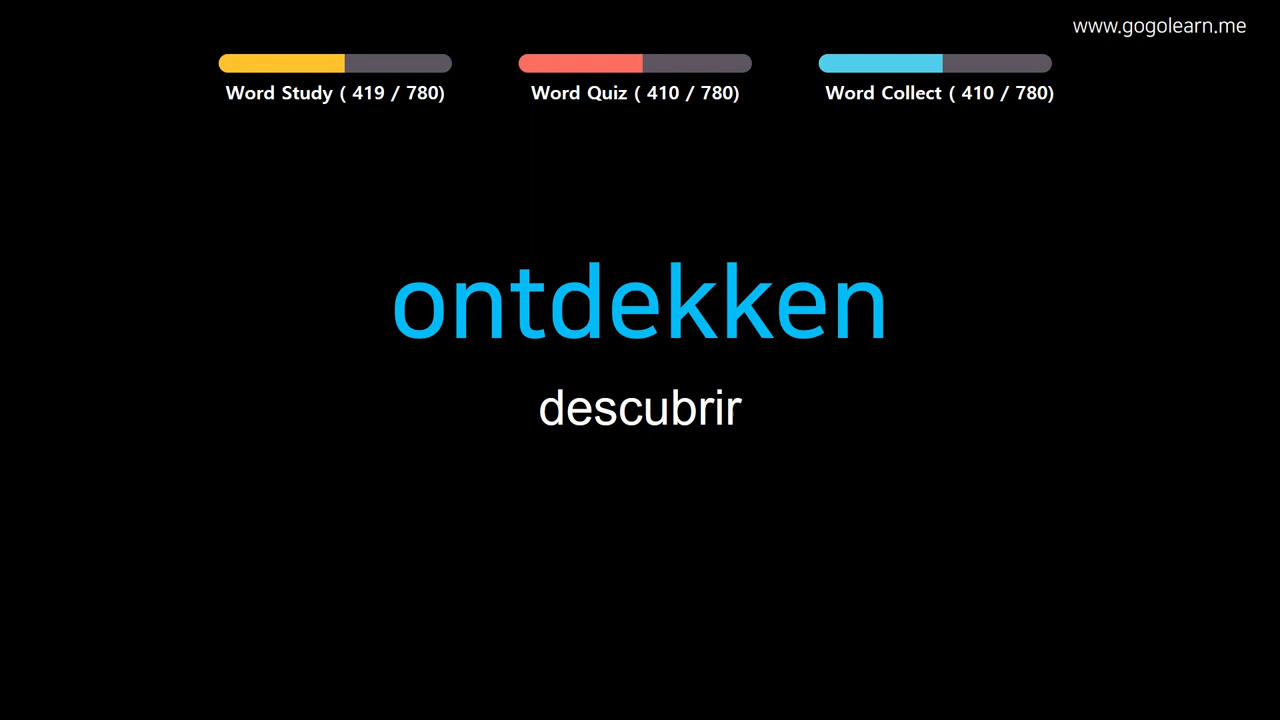 www.gogolearn.me
Word Study ( 419 / 780)
Word Quiz ( 410 / 780)
Word Collect ( 410 / 780)
ontdekken
descubrir